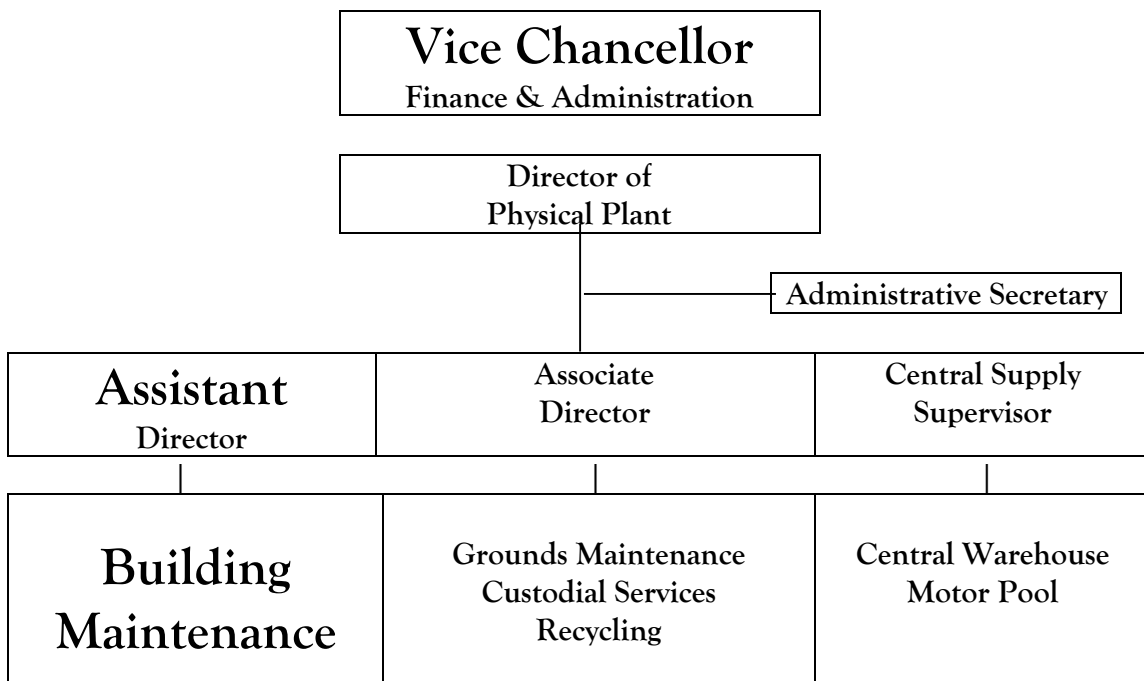 Vice Chancellor
Finance & Administration
Director of
Physical Plant
Administrative Secretary
Assistant
Director
Associate
Director
Central Supply
Supervisor
Building
Maintenance
Grounds Maintenance
Custodial Services
Recycling
Central Warehouse
Motor Pool